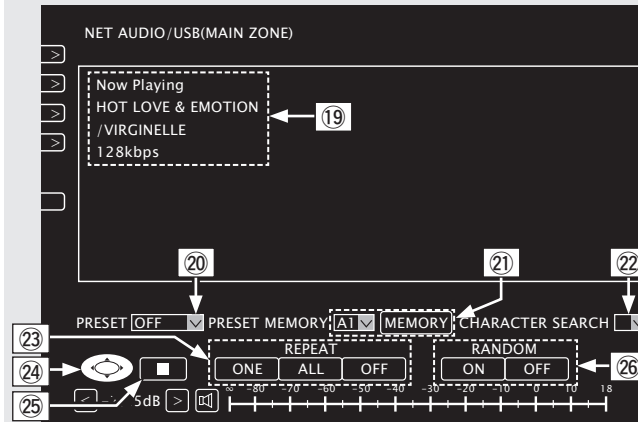 NET AUDIO/USB(MAIN ZONE)
>
>
>
>
Now Playing
HOT LOVE & EMOTION
/VIRGINELLE
128kbps
⑲
⑳ ㉑ ㉒
PRESET OFF PRESET MEMORY A1 MEMORY CHARACTER SEARCH
㉓ REPEAT RANDOM
㉔ ONE ALL OFF ON OFF ㉖
㉕ ∞ -80 -70 -60 -50 -40 -30 -20 -10 0 10 18
< 5dB >